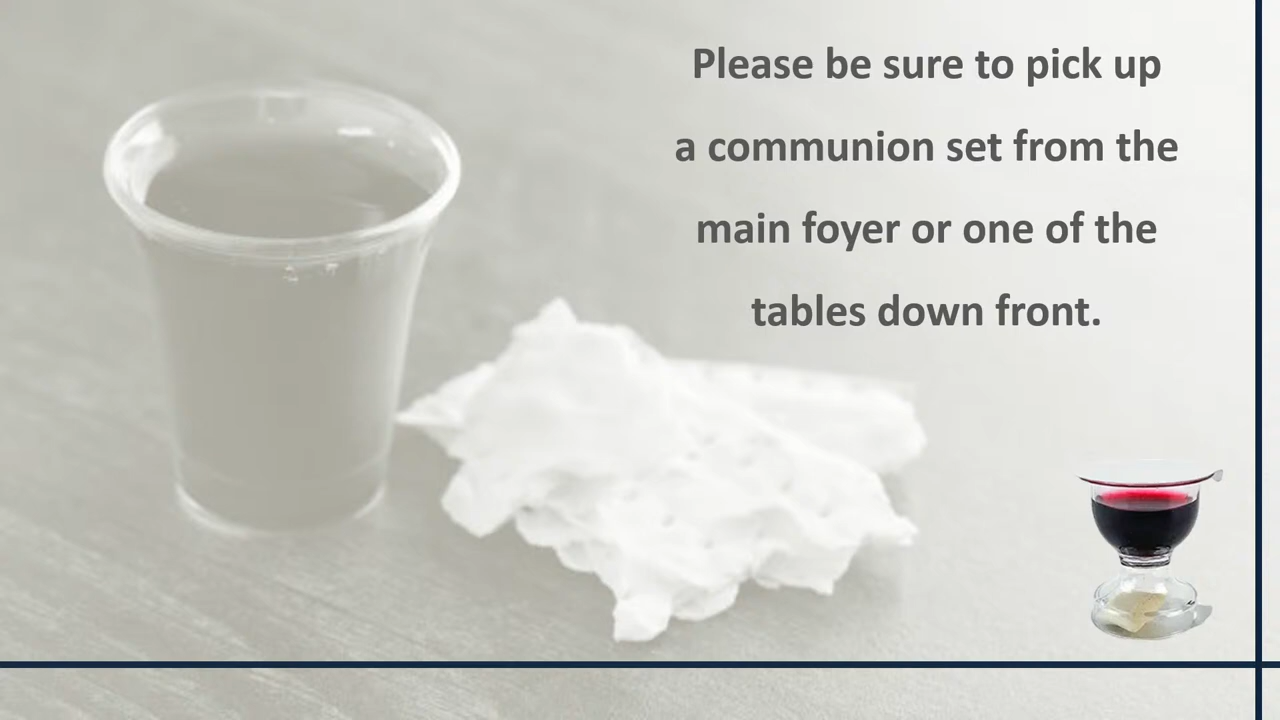 Please be sure to pick up
a communion set from the
main foyer or one of the
tables down front.